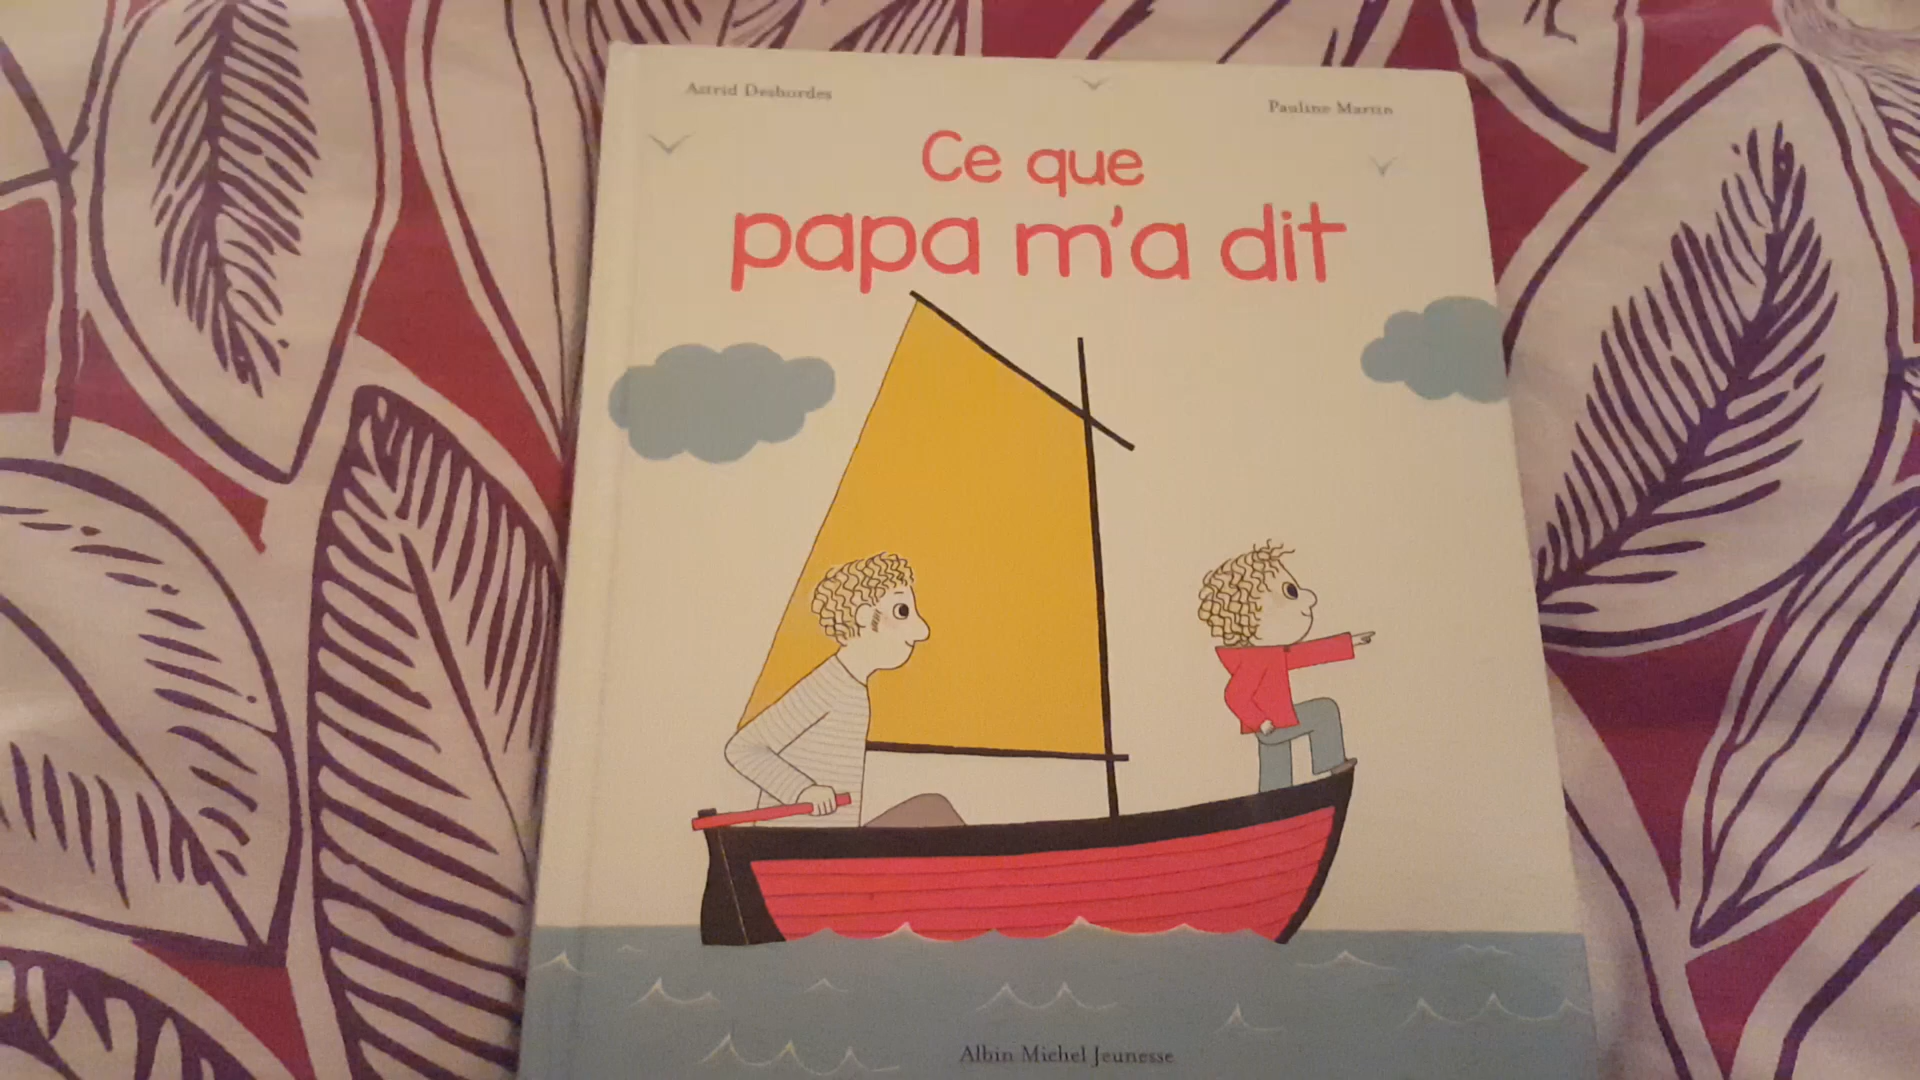 Astrid Desbordes
Pauline Martin
Ce que
papa m'a dit
Albin Michel Jeunesse